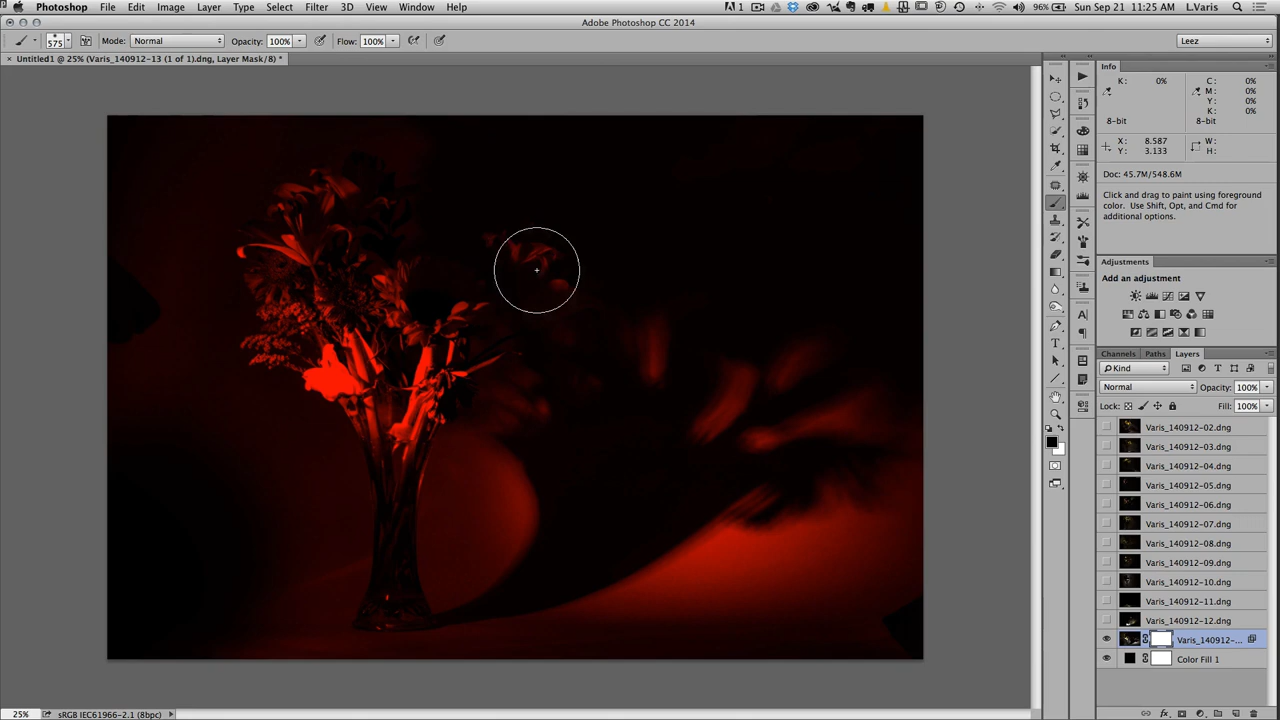 Photoshop File Edit Image Layer Type Select Filter 3D View Window Help 1 96% Sun Sep 21 11:25 AM L.Varis
Adobe Photoshop CC 2014
575 Mode: Normal Opacity: 100% Flow: 100% Leez
× Untitled1 @ 25% (Varis_140912-13 (1 of 1).dng, Layer Mask/8) *
Info
K: 0% C: 0%
M: 0%
Y: 0%
K: 0%
8-bit 8-bit
X: 8.587 W:
Y: 3.133 H:
Doc: 45.7M/548.6M
Click and drag to paint using foreground
color. Use Shift, Opt, and Cmd for
additional options.
Adjustments
Add an adjustment
Channels Paths Layers
Kind
Normal Opacity: 100%
Lock: Fill: 100%
Varis_140912-02.dng
Varis_140912-03.dng
Varis_140912-04.dng
Varis_140912-05.dng
Varis_140912-06.dng
Varis_140912-07.dng
Varis_140912-08.dng
Varis_140912-09.dng
Varis_140912-10.dng
Varis_140912-11.dng
Varis_140912-12.dng
Varis_140912-...
Color Fill 1
25% sRGB IEC61966-2.1 (8bpc)